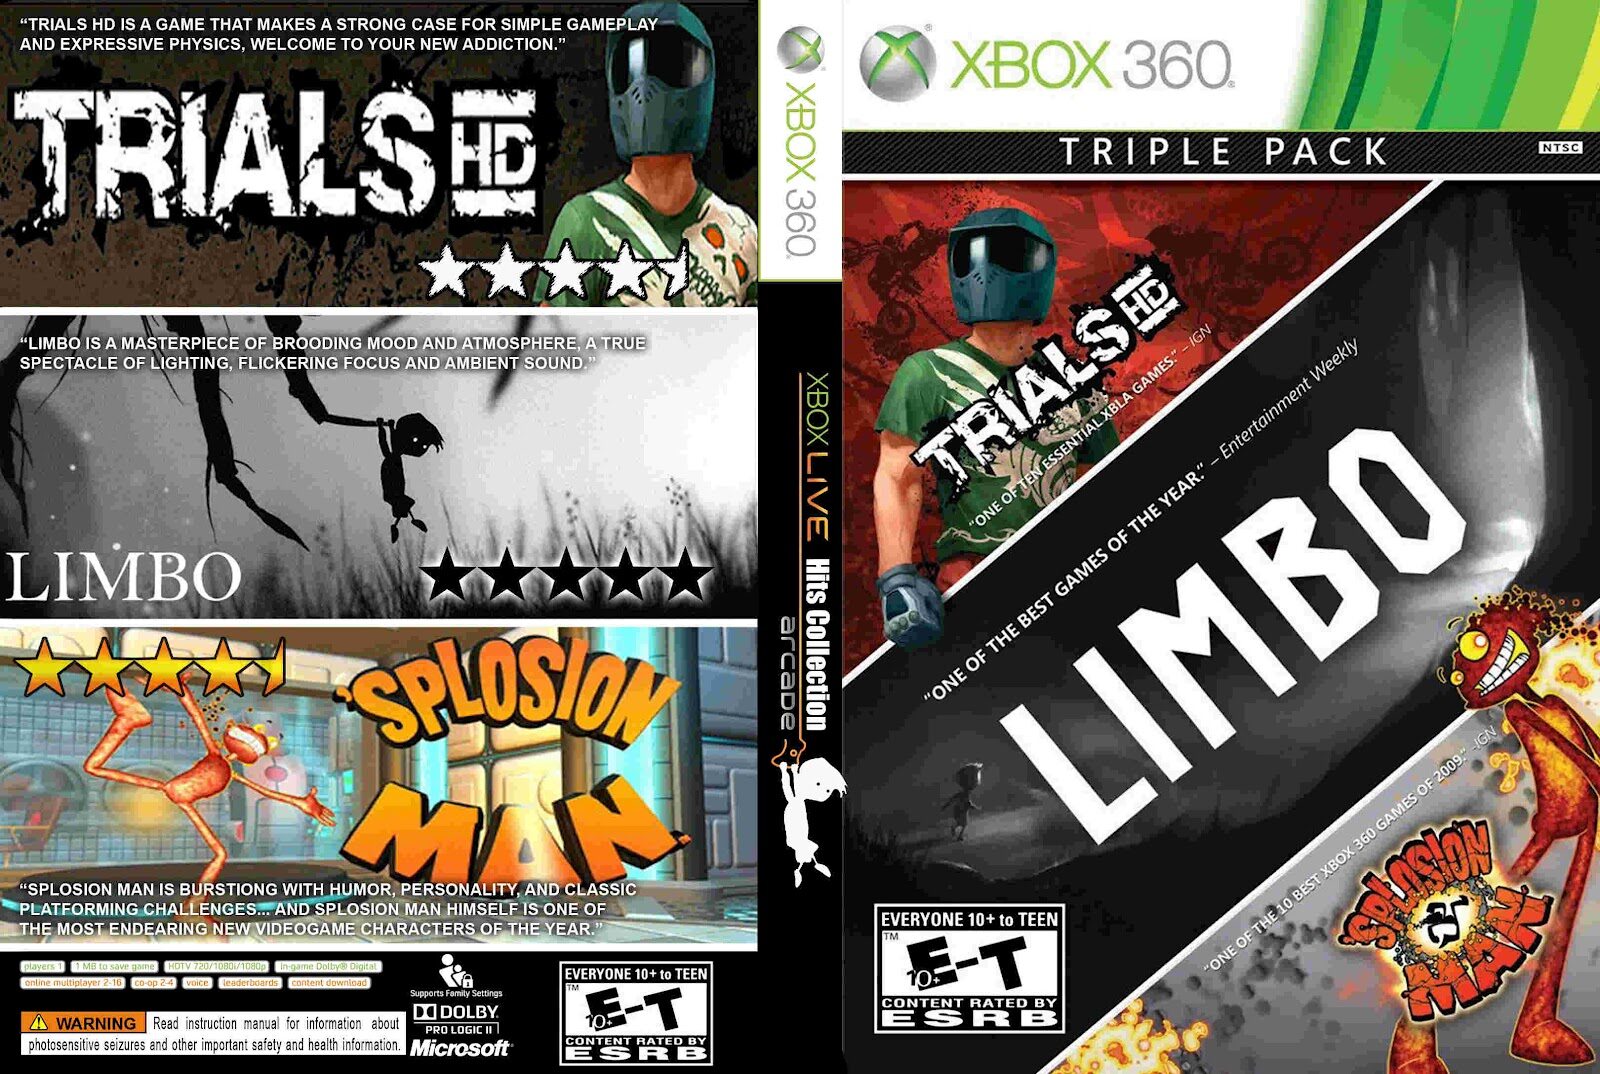 “TRIALS HD IS A GAME THAT MAKES A STRONG CASE FOR SIMPLE GAMEPLAY
AND EXPRESSIVE PHYSICS, WELCOME TO YOUR NEW ADDICTION.”
TRIALS HD
“LIMBO IS A MASTERPIECE OF BROODING MOOD AND ATMOSPHERE, A TRUE
SPECTACLE OF LIGHTING, FLICKERING FOCUS AND AMBIENT SOUND.”
LIMBO
'SPLOSION
MAN
“SPLOSION MAN IS BURSTIONG WITH HUMOR, PERSONALITY, AND CLASSIC
PLATFORMING CHALLENGES... AND SPLOSION MAN HIMSELF IS ONE OF
THE MOST ENDEARING NEW VIDEOGAME CHARACTERS OF THE YEAR.”
players 1 1 MB to save game HDTV 720/1080i/1080p in-game Dolby® Digital
online multiplayer 2-16 co-op 2-4 voice leaderboards content download
WARNING Read instruction manual for information about
photosensitive seizures and other important safety and health information.
Supports Family Settings
DOLBY
PRO LOGIC II
Microsoft®
EVERYONE 10+ to TEEN
TM
E-T
10+
CONTENT RATED BY
ESRB
XBOX 360
XBOX LIVE
arcade
Hits Collection
XBOX 360®
TRIPLE PACK
NTSC
TRIALS HD
“ONE OF TEN ESSENTIAL XBLA GAMES.” – IGN
“ONE OF THE BEST GAMES OF THE YEAR.” – Entertainment Weekly
LIMBO
“ONE OF THE 10 BEST XBOX 360 GAMES OF 2009.” -IGN
'SPLOSION
MAN
EVERYONE 10+ to TEEN
TM
E-T
10+
CONTENT RATED BY
ESRB